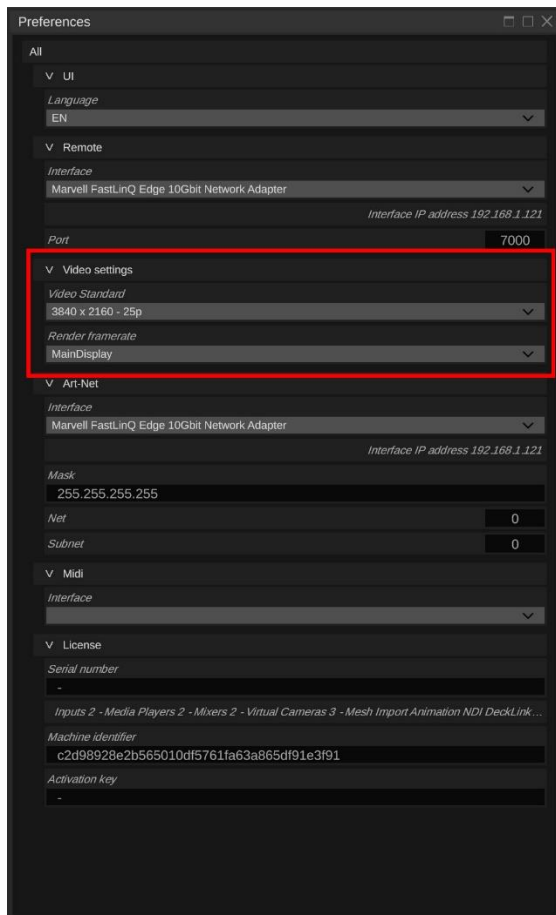 Preferences
All
UI
Language
EN
Remote
Interface
Marvell FastLinQ Edge 10Gbit Network Adapter
Interface IP address 192.168.1.121
Port 7000
Video settings
Video Standard
3840 x 2160 - 25p
Render framerate
MainDisplay
Art-Net
Interface
Marvell FastLinQ Edge 10Gbit Network Adapter
Interface IP address 192.168.1.121
Mask
255.255.255.255
Net 0
Subnet 0
Midi
Interface
License
Serial number
-
Inputs 2 - Media Players 2 - Mixers 2 - Virtual Cameras 3 - Mesh Import Animation NDI DeckLink...
Machine identifier
c2d98928e2b565010df5761fa63a865df91e3f91
Activation key
-